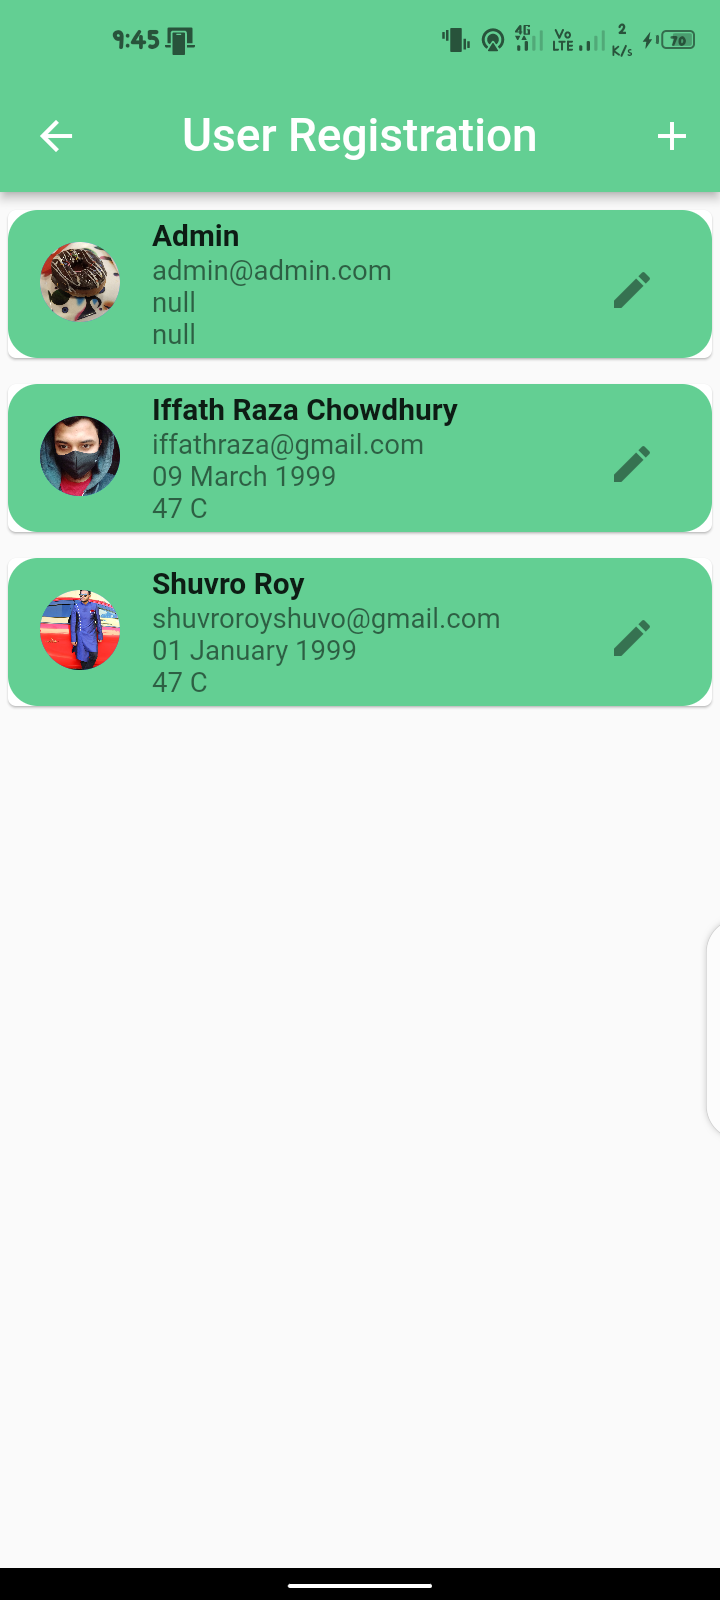 9:45 4G Vo LTE 2 K/s 70
User Registration
Admin
admin@admin.com
null
null
Iffath Raza Chowdhury
iffathraza@gmail.com
09 March 1999
47 C
Shuvro Roy
shuvroroyshuvo@gmail.com
01 January 1999
47 C